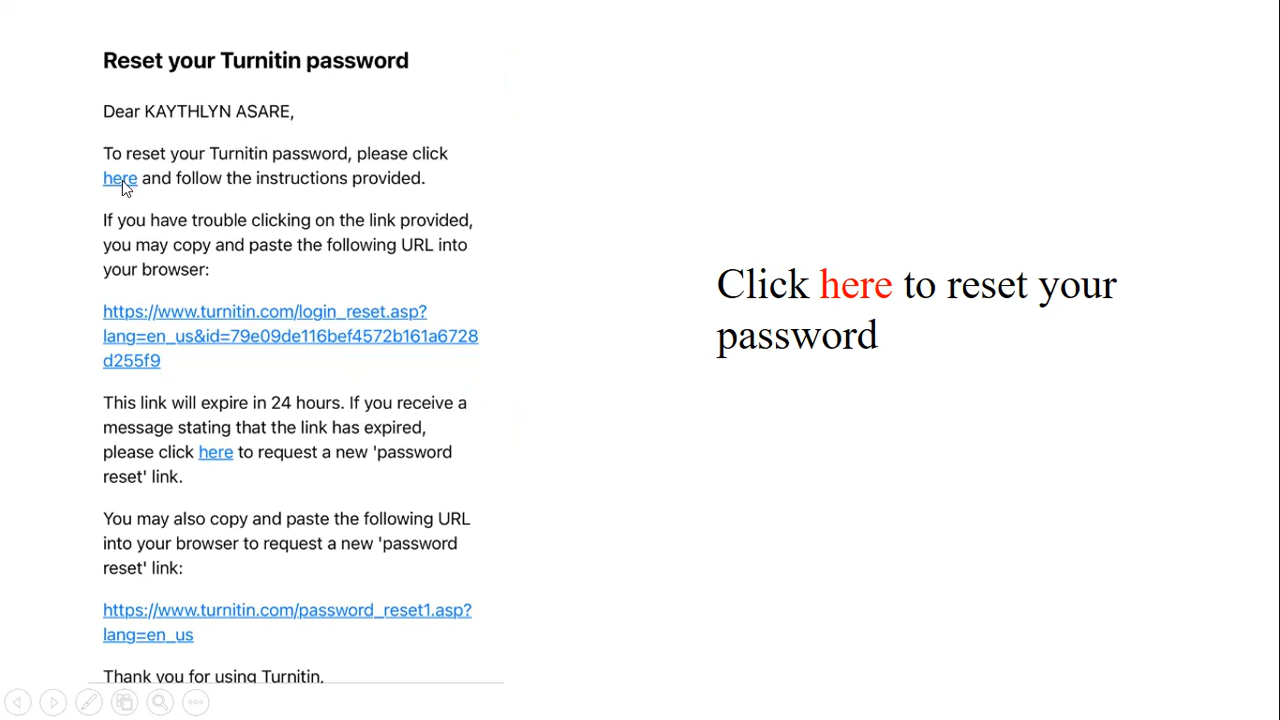 Reset your Turnitin password
Dear KAYTHLYN ASARE,
To reset your Turnitin password, please click
here and follow the instructions provided.
If you have trouble clicking on the link provided,
you may copy and paste the following URL into
your browser:
https://www.turnitin.com/login_reset.asp?
lang=en_us&id=79e09de116bef4572b161a6728
d255f9
This link will expire in 24 hours. If you receive a
message stating that the link has expired,
please click here to request a new 'password
reset' link.
You may also copy and paste the following URL
into your browser to request a new 'password
reset' link:
https://www.turnitin.com/password_reset1.asp?
lang=en_us
Thank you for using Turnitin.
Click here to reset your
password